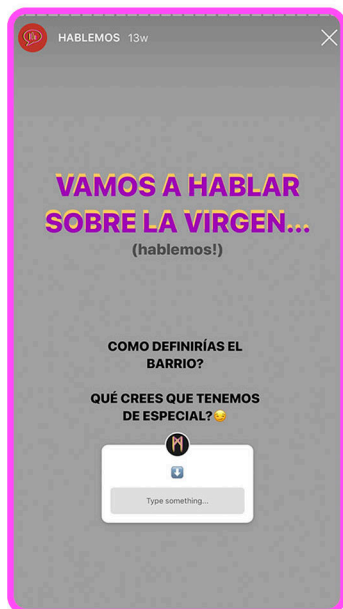 HABLEMOS 13w
VAMOS A HABLAR
SOBRE LA VIRGEN...
(hablemos!)
COMO DEFINIRÍAS EL
BARRIO?
QUÉ CREES QUE TENEMOS
DE ESPECIAL?😏
⬇️
Type something...